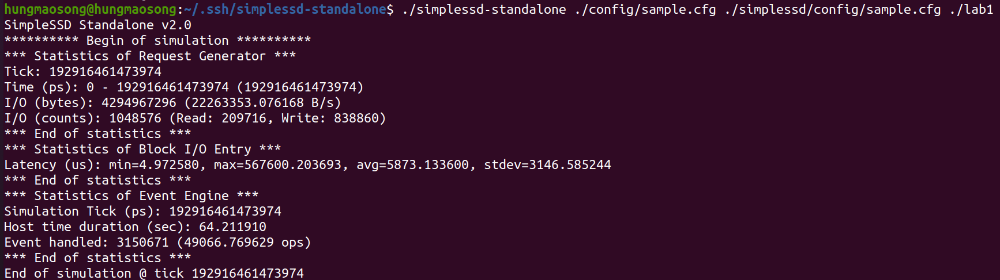 hungmaosong@hungmaosong:~/.ssh/simplessd-standalone$ ./simplessd-standalone ./config/sample.cfg ./simplessd/config/sample.cfg ./lab1
SimpleSSD Standalone v2.0
********** Begin of simulation **********
*** Statistics of Request Generator ***
Tick: 192916461473974
Time (ps): 0 - 192916461473974 (192916461473974)
I/O (bytes): 4294967296 (22263353.076168 B/s)
I/O (counts): 1048576 (Read: 209716, Write: 838860)
*** End of statistics ***
*** Statistics of Block I/O Entry ***
Latency (us): min=4.972580, max=567600.203693, avg=5873.133600, stdev=3146.585244
*** End of statistics ***
*** Statistics of Event Engine ***
Simulation Tick (ps): 192916461473974
Host time duration (sec): 64.211910
Event handled: 3150671 (49066.769629 ops)
*** End of statistics ***
End of simulation @ tick 192916461473974